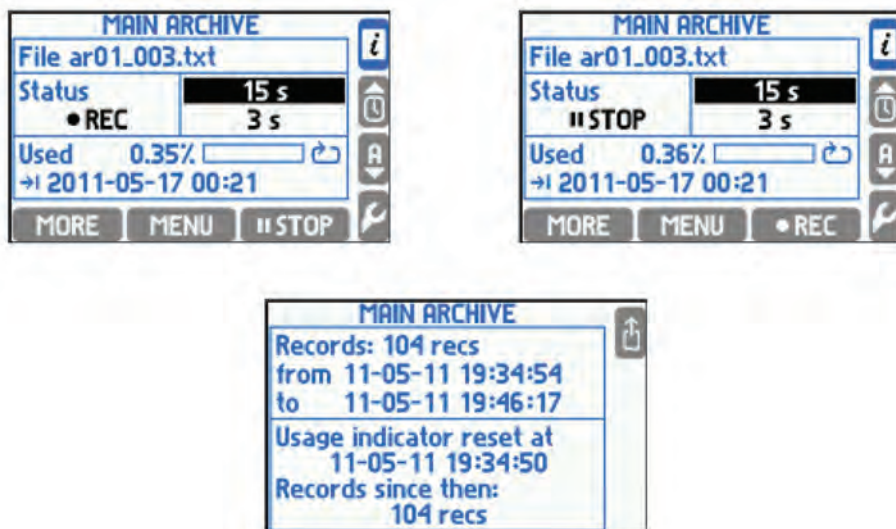 MAIN ARCHIVE
File ar01_003.txt
Status 15 s
●REC 3 s
Used 0.35%
2011-05-17 00:21
MORE MENU STOP
i
A
MAIN ARCHIVE
File ar01_003.txt
Status 15 s
STOP 3 s
Used 0.36%
2011-05-17 00:21
MORE MENU ●REC
i
A
MAIN ARCHIVE
Records: 104 recs
from 11-05-11 19:34:54
to 11-05-11 19:46:17
Usage indicator reset at
11-05-11 19:34:50
Records since then:
104 recs